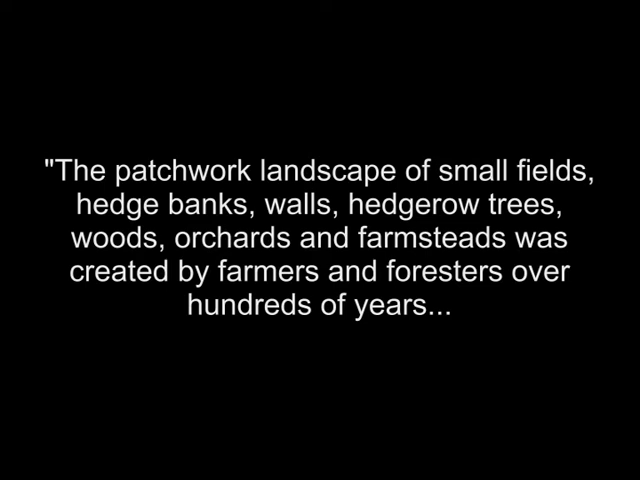 "The patchwork landscape of small fields,
hedge banks, walls, hedgerow trees,
woods, orchards and farmsteads was
created by farmers and foresters over
hundreds of years...